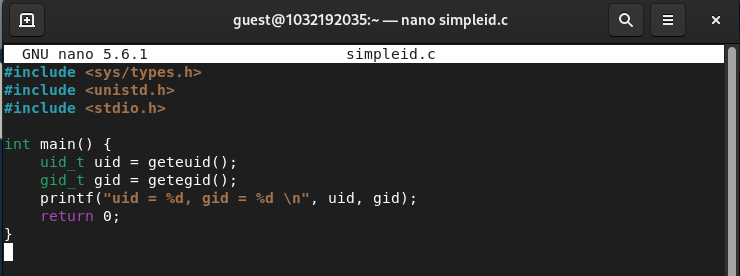 guest@1032192035:~ — nano simpleid.c
GNU nano 5.6.1 simpleid.c
#include <sys/types.h>
#include <unistd.h>
#include <stdio.h>
int main() {
    uid_t uid = geteuid();
    gid_t gid = getegid();
    printf("uid = %d, gid = %d \n", uid, gid);
    return 0;
}